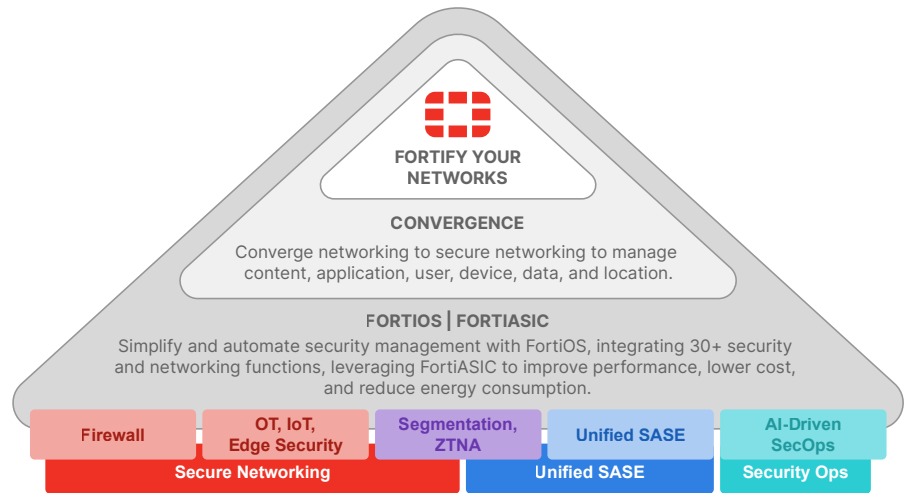 FORTIFY YOUR
NETWORKS
CONVERGENCE
Converge networking to secure networking to manage
content, application, user, device, data, and location.
FORTIOS | FORTIASIC
Simplify and automate security management with FortiOS, integrating 30+ security
and networking functions, leveraging FortiASIC to improve performance, lower cost,
and reduce energy consumption.
Firewall
OT, IoT,
Edge Security
Segmentation,
ZTNA
Unified SASE
AI-Driven
SecOps
Secure Networking
Unified SASE
Security Ops